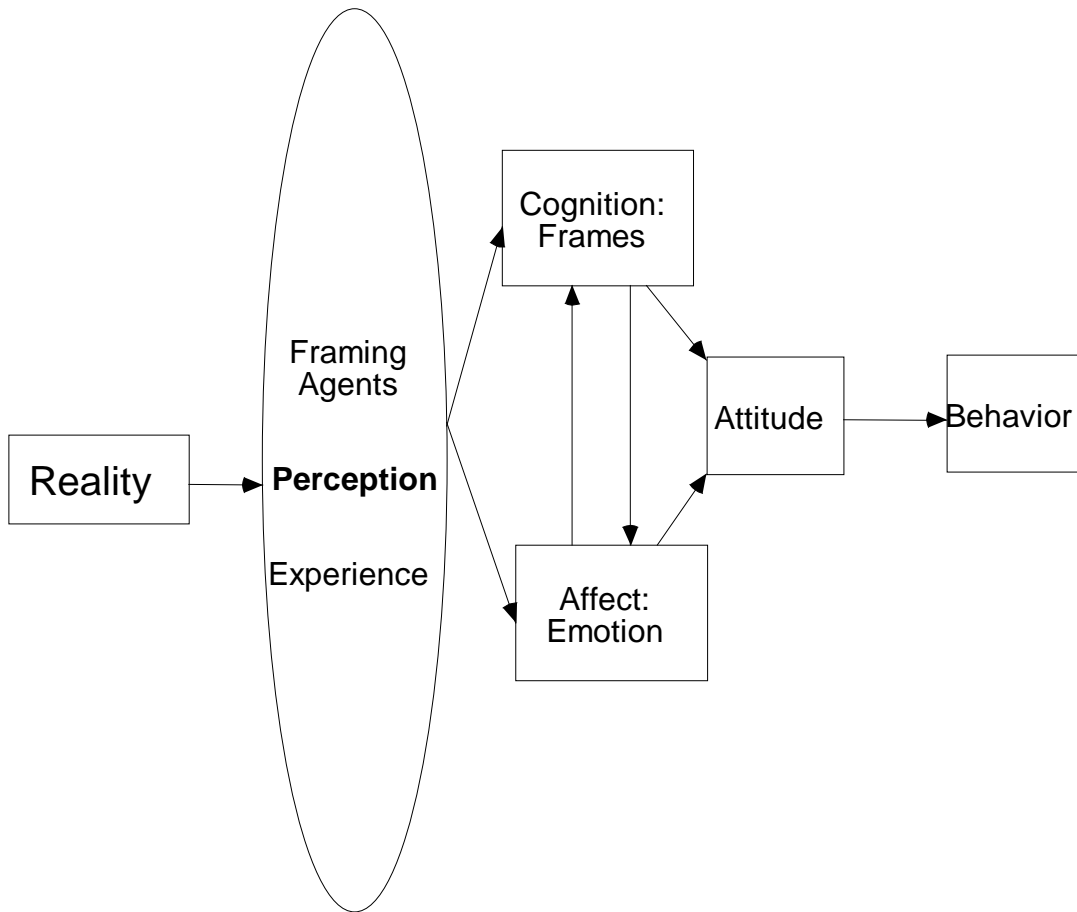 Reality
Framing
Agents
Perception
Experience
Cognition:
Frames
Affect:
Emotion
Attitude
Behavior